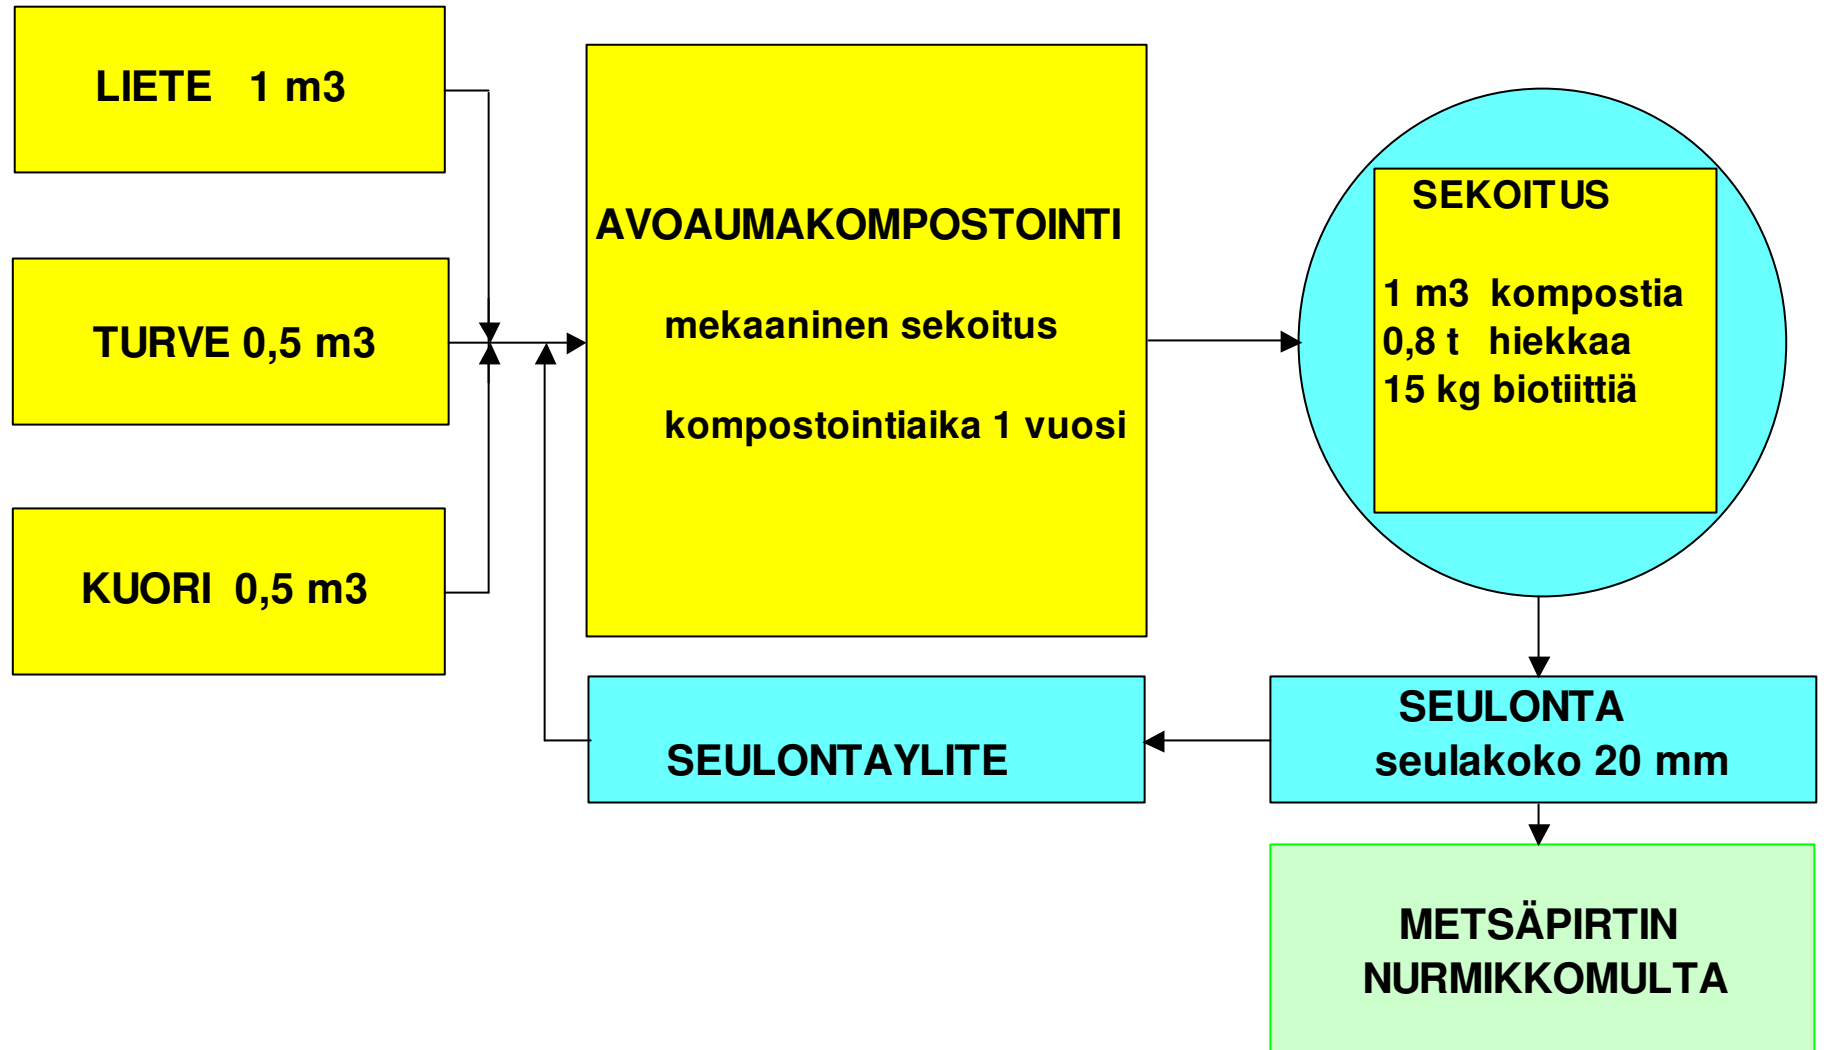 LIETE 1 m3
TURVE 0,5 m3
KUORI 0,5 m3
AVOAUMAKOMPOSTOINTI
mekaaninen sekoitus
kompostointiaika 1 vuosi
SEKOITUS
1 m3 kompostia
0,8 t hiekkaa
15 kg biotiittiä
SEULONTA
seulakoko 20 mm
SEULONTAYLITE
METSÄPIRTIN
NURMIKKOMULTA